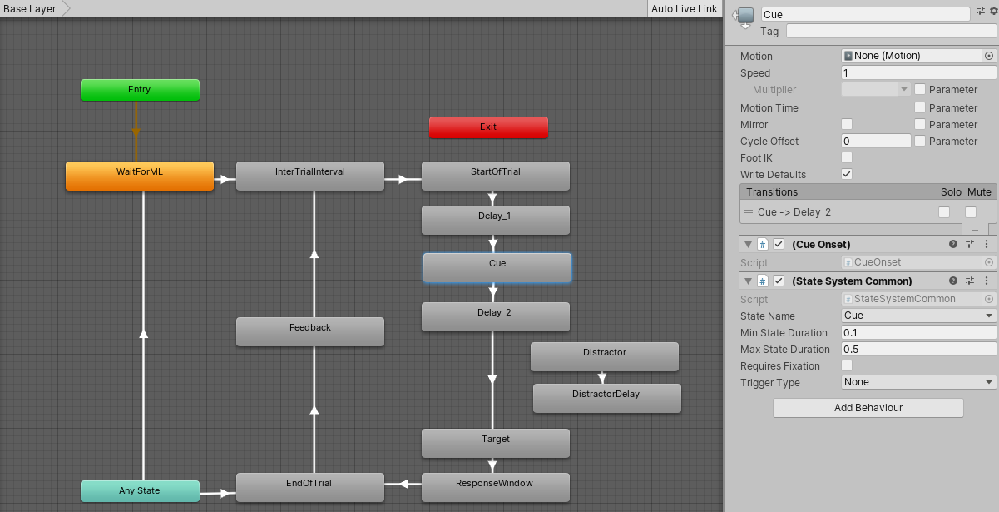 Base Layer
Auto Live Link
Entry
Exit
WaitForML
InterTrialInterval
StartOfTrial
Delay_1
Cue
Delay_2
Feedback
Distractor
DistractorDelay
Target
Any State
EndOfTrial
ResponseWindow
Cue
Tag
Motion
None (Motion)
Speed
1
Multiplier
Parameter
Motion Time
Parameter
Mirror
Parameter
Cycle Offset
0
Parameter
Foot IK
Write Defaults
Transitions
Solo
Mute
Cue -> Delay_2
# (Cue Onset)
Script
# CueOnset
# (State System Common)
Script
# StateSystemCommon
State Name
Cue
Min State Duration
0.1
Max State Duration
0.5
Requires Fixation
Trigger Type
None
Add Behaviour